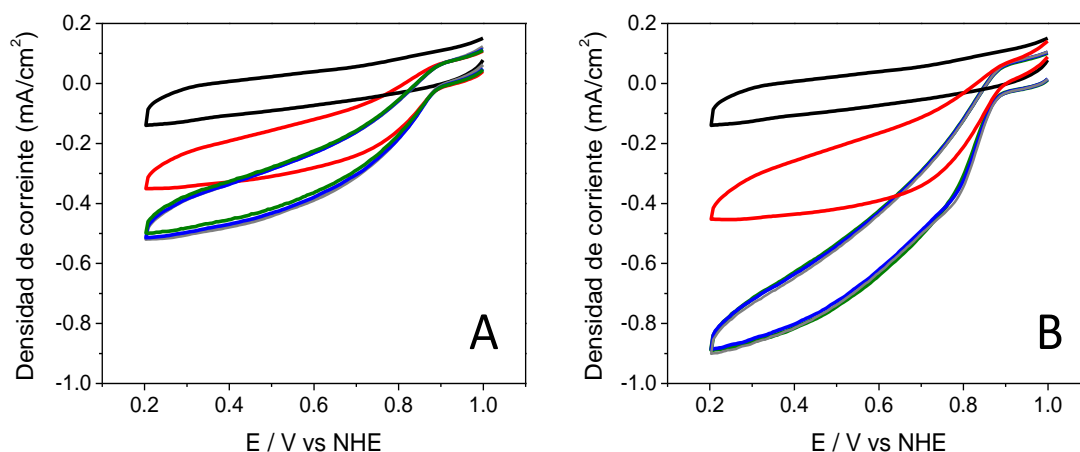 Densidad de correinte (mA/cm²)
0.2
0.0
-0.2
-0.4
-0.6
-0.8
-1.0
A
0.2 0.4 0.6 0.8 1.0
E / V vs NHE
Densidad de corriente (mA/cm²)
0.2
0.0
-0.2
-0.4
-0.6
-0.8
-1.0
B
0.2 0.4 0.6 0.8 1.0
E / V vs NHE